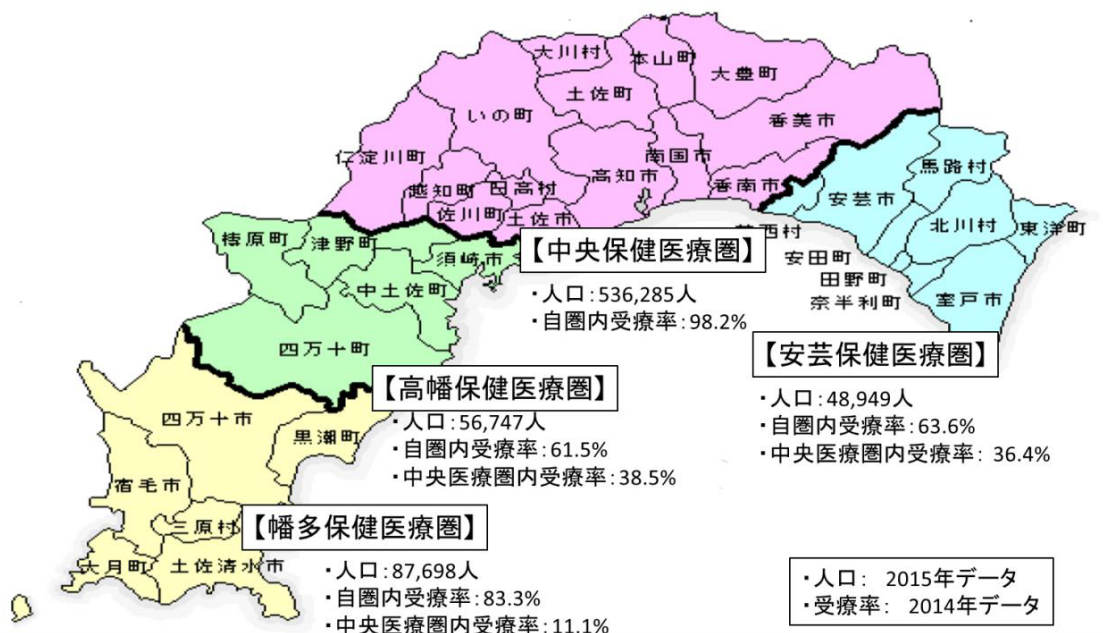 大川村
本山町
大豊町
土佐町
いの町
香美市
仁淀川町
南国市
高知市
馬路村
越知町
日高村
香南市
安芸市
佐川町
土佐市
北川村
東洋町
梼原町
津野町
須崎市
安田町
中土佐町
田野町
奈半利町
室戸市
【中央保健医療圏】
・人口:536,285人
・自圏内受療率:98.2%
四万十町
【安芸保健医療圏】
・人口:48,949人
・自圏内受療率:63.6%
・中央医療圏内受療率: 36.4%
【高幡保健医療圏】
・人口:56,747人
・自圏内受療率:61.5%
・中央医療圏内受療率:38.5%
四万十市
黒潮町
宿毛市
三原村
大月町
土佐清水市
【幡多保健医療圏】
・人口:87,698人
・自圏内受療率:83.3%
・中央医療圏内受療率:11.1%
・人口: 2015年データ
・受療率: 2014年データ